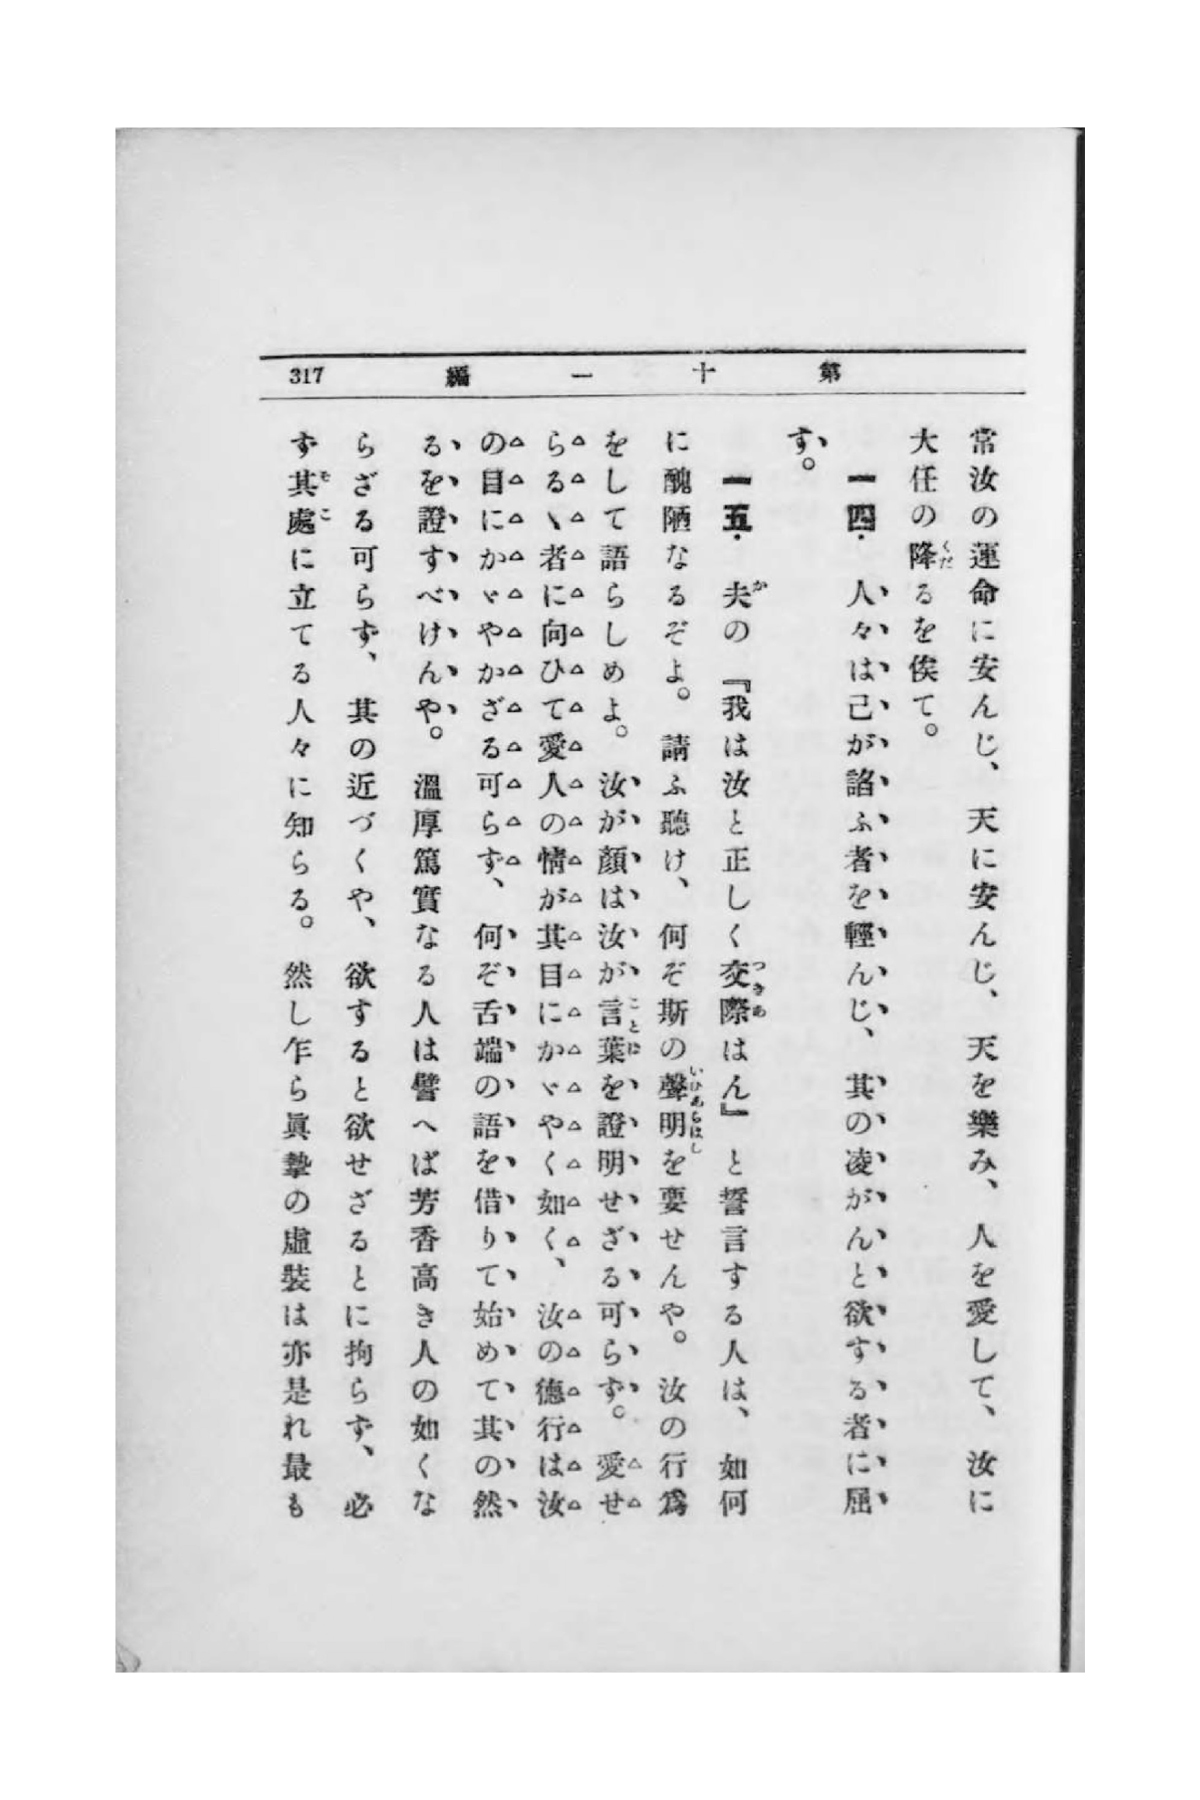 第十一編
317
常汝の運命に安んじ、天に安んじ、天を樂み、人を愛して、汝に
大任の降るを俟て。
一四. 人々は己が諂ふ者を輕んじ、其の凌がんと欲する者に屈
す。
一五. 夫の『我は汝と正しく交際はん』と誓言する人は、如何
に醜陋なるぞよ。請ふ聽け、何ぞ斯の聲明を要せんや。汝の行爲
をして語らしめよ。汝が顏は汝が言葉を證明せざる可らず。愛せ
らるゝ者に向ひて愛人の情が其目にかゞやく如く、汝の德行は汝
の目にかゞやかざる可らず、何ぞ舌端の語を借りて始めて其の然
るを證すべけんや。溫厚篤實なる人は譬へば芳香高き人の如くな
らざる可らず、其の近づくや、欲すると欲せざるとに拘らず、必
ず其處に立てる人々に知らる。然し乍ら眞摯の虛裝は亦是れ最も